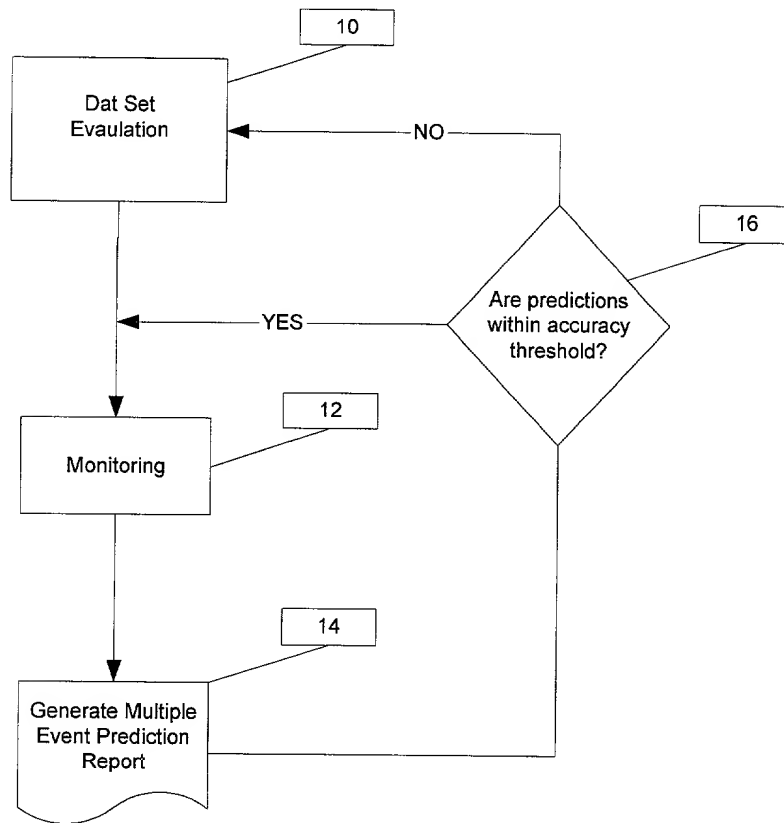 10
Dat Set
Evaulation
NO
16
Are predictions
within accuracy
threshold?
YES
12
Monitoring
14
Generate Multiple
Event Prediction
Report